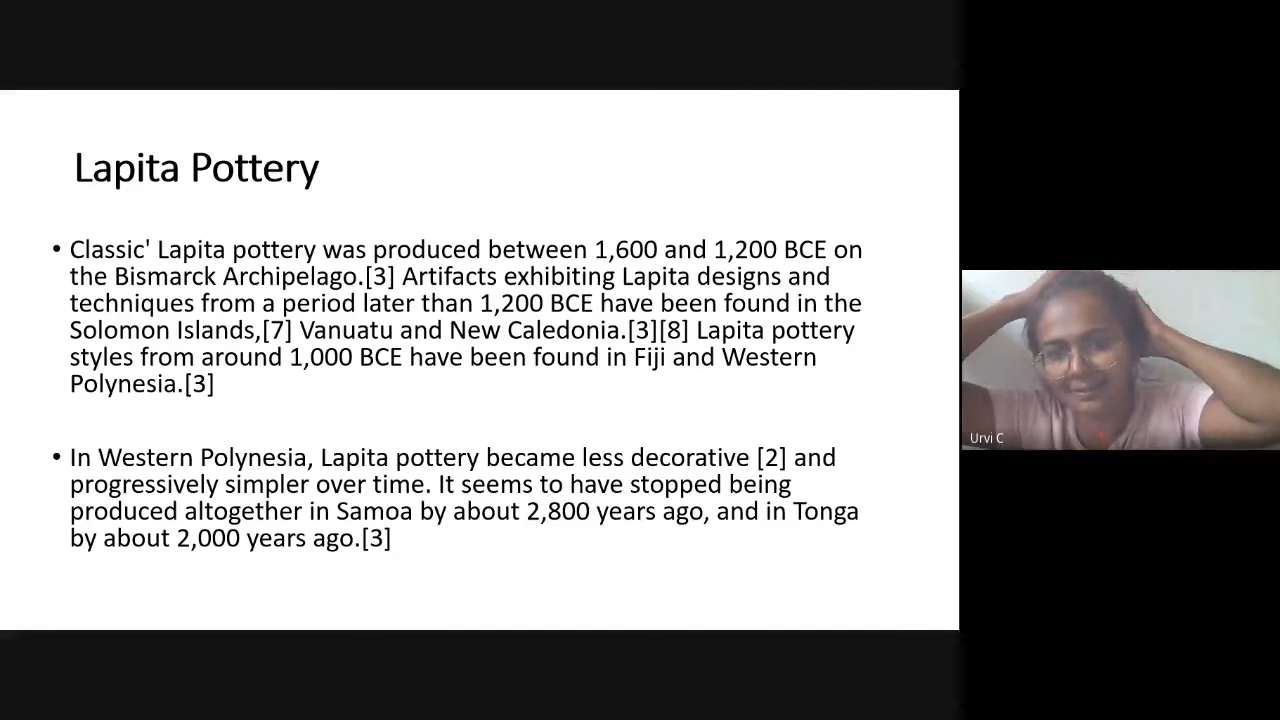 Lapita Pottery
• Classic' Lapita pottery was produced between 1,600 and 1,200 BCE on
the Bismarck Archipelago.[3] Artifacts exhibiting Lapita designs and
techniques from a period later than 1,200 BCE have been found in the
Solomon Islands,[7] Vanuatu and New Caledonia.[3][8] Lapita pottery
styles from around 1,000 BCE have been found in Fiji and Western
Polynesia.[3]
• In Western Polynesia, Lapita pottery became less decorative [2] and
progressively simpler over time. It seems to have stopped being
produced altogether in Samoa by about 2,800 years ago, and in Tonga
by about 2,000 years ago.[3]
Urvi C